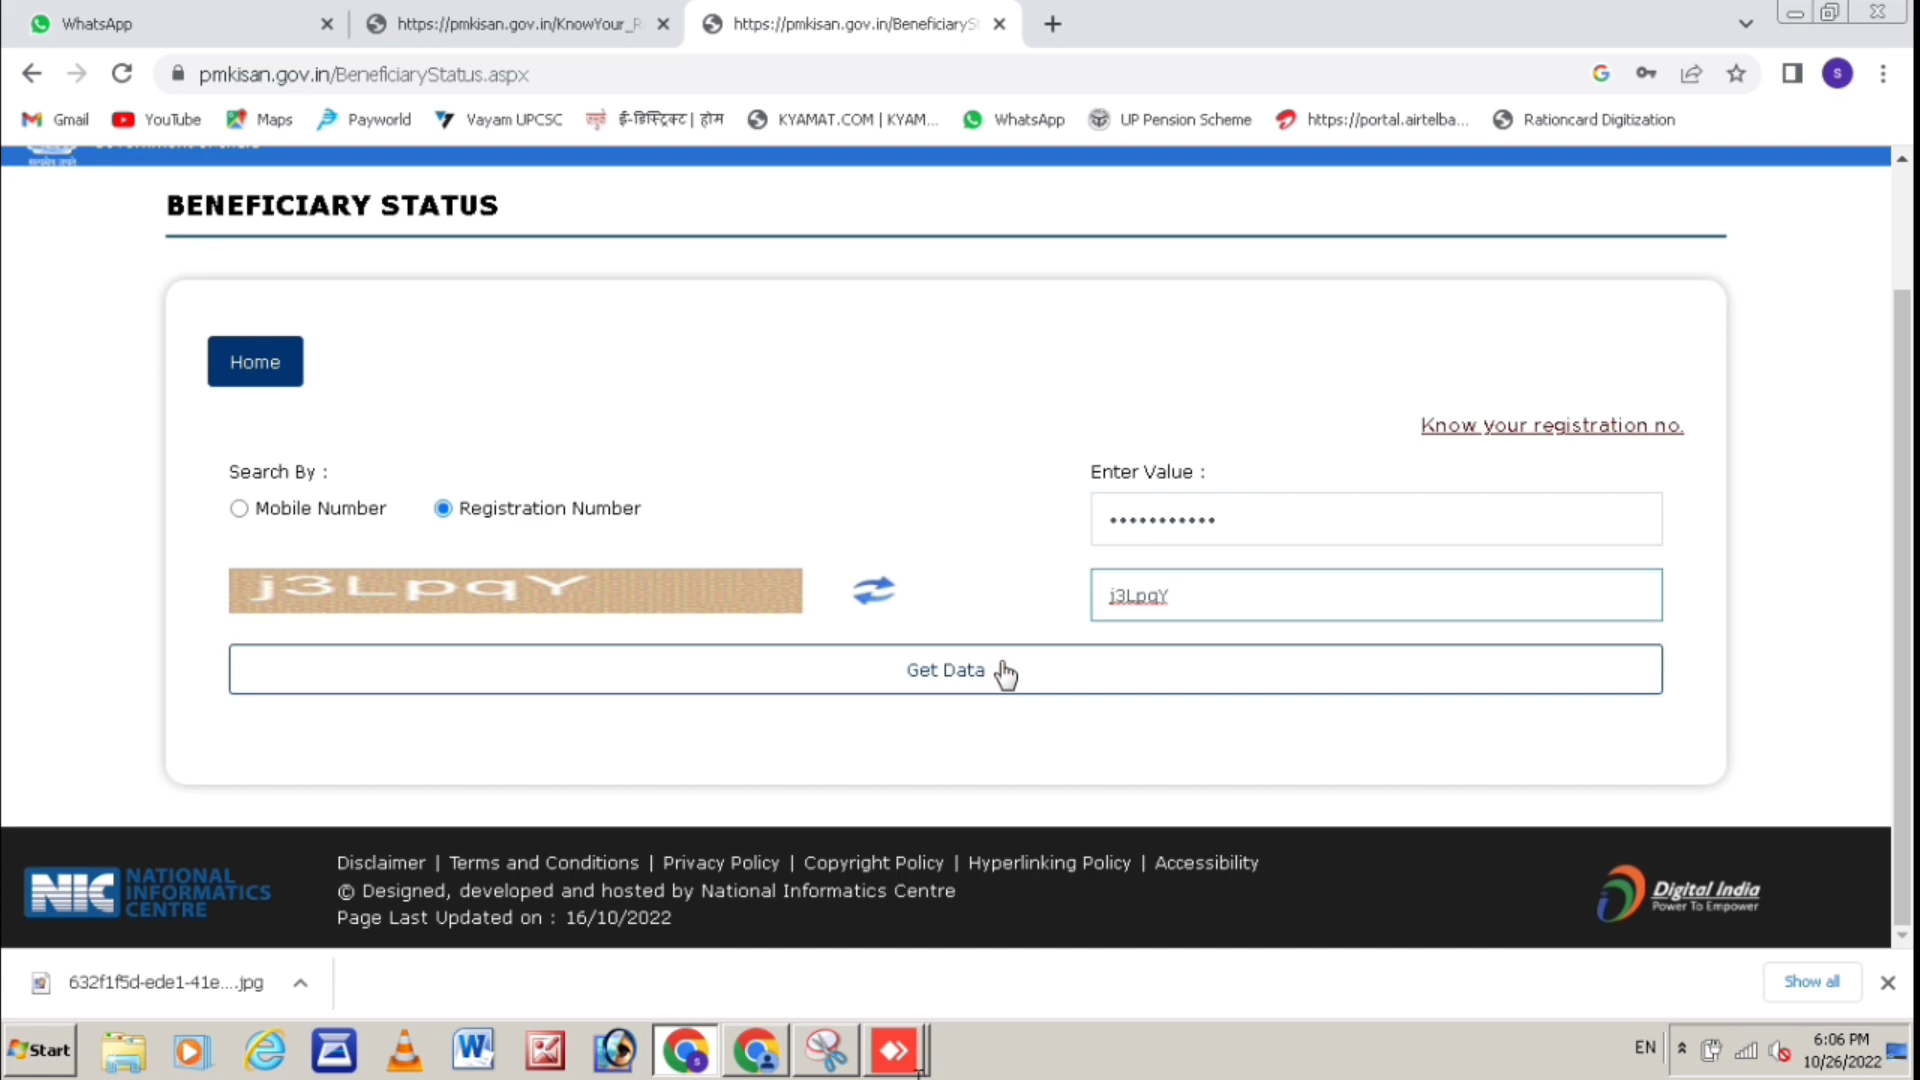 WhatsApp
https://pmkisan.gov.in/KnowYour_R
https://pmkisan.gov.in/BeneficiaryS
pmkisan.gov.in/BeneficiaryStatus.aspx
S
Gmail YouTube Maps Payworld Vayam UPCSC ई-डिस्ट्रिक्ट | होम KYAMAT.COM | KYAM... WhatsApp UP Pension Scheme https://portal.airtelba... Rationcard Digitization
सत्यमेव जयते
BENEFICIARY STATUS
Home
Know your registration no.
Search By :
Enter Value :
Mobile Number Registration Number
•••••••••••
j3LpqY
j3LpqY
Get Data
NIC NATIONAL INFORMATICS CENTRE
Disclaimer | Terms and Conditions | Privacy Policy | Copyright Policy | Hyperlinking Policy | Accessibility
© Designed, developed and hosted by National Informatics Centre
Page Last Updated on : 16/10/2022
Digital India
Power To Empower
632f1f5d-ede1-41e....jpg
Show all
Start
EN
6:06 PM
10/26/2022